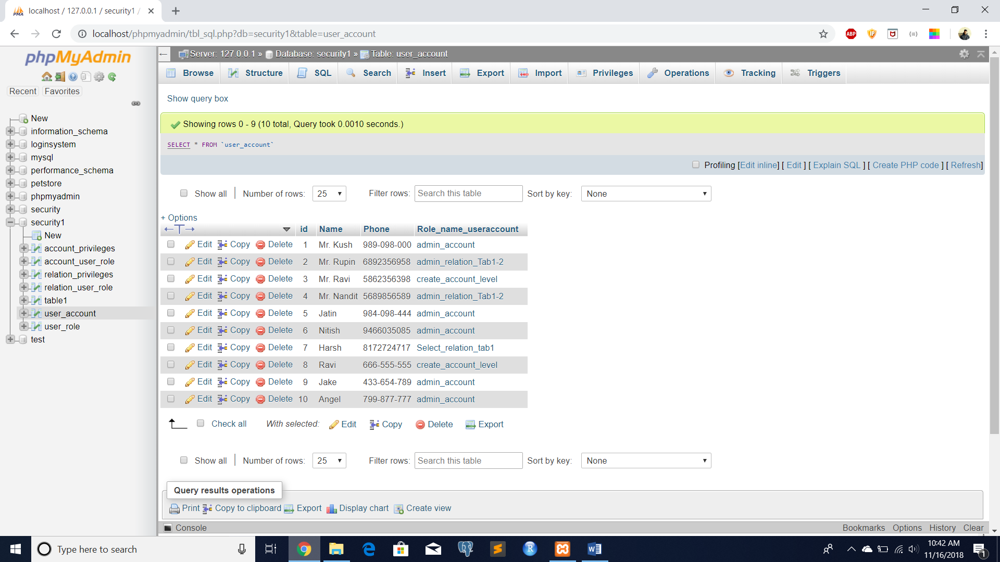 localhost / 127.0.0.1 / security1 /
localhost/phpmyadmin/tbl_sql.php?db=security1&table=user_account
ABP
phpMyAdmin
Recent Favorites
New
information_schema
loginsystem
mysql
performance_schema
petstore
phpmyadmin
security
security1
New
account_privileges
account_user_role
relation_privileges
relation_user_role
table1
user_account
user_role
test
Server: 127.0.0.1 » Database: security1 » Table: user_account
Browse Structure SQL Search Insert Export Import Privileges Operations Tracking Triggers
Show query box
Showing rows 0 - 9 (10 total, Query took 0.0010 seconds.)
SELECT * FROM `user_account`
Profiling [Edit inline] [ Edit ] [ Explain SQL ] [ Create PHP code ] [ Refresh]
Show all Number of rows: 25 Filter rows: Search this table Sort by key: None
+ Options
←T→ id Name Phone Role_name_useraccount
Edit Copy Delete 1 Mr. Kush 989-098-000 admin_account
Edit Copy Delete 2 Mr. Rupin 6892356958 admin_relation_Tab1-2
Edit Copy Delete 3 Mr. Ravi 5862356398 create_account_level
Edit Copy Delete 4 Mr. Nandit 5689856589 admin_relation_Tab1-2
Edit Copy Delete 5 Jatin 984-098-444 admin_account
Edit Copy Delete 6 Nitish 9466035085 admin_account
Edit Copy Delete 7 Harsh 8172724717 Select_relation_tab1
Edit Copy Delete 8 Ravi 666-555-555 create_account_level
Edit Copy Delete 9 Jake 433-654-789 admin_account
Edit Copy Delete 10 Angel 799-877-777 admin_account
Check all With selected: Edit Copy Delete Export
Show all Number of rows: 25 Filter rows: Search this table Sort by key: None
Query results operations
Print Copy to clipboard Export Display chart Create view
Console Bookmarks Options History Clear
Type here to search
10:42 AM
11/16/2018
1